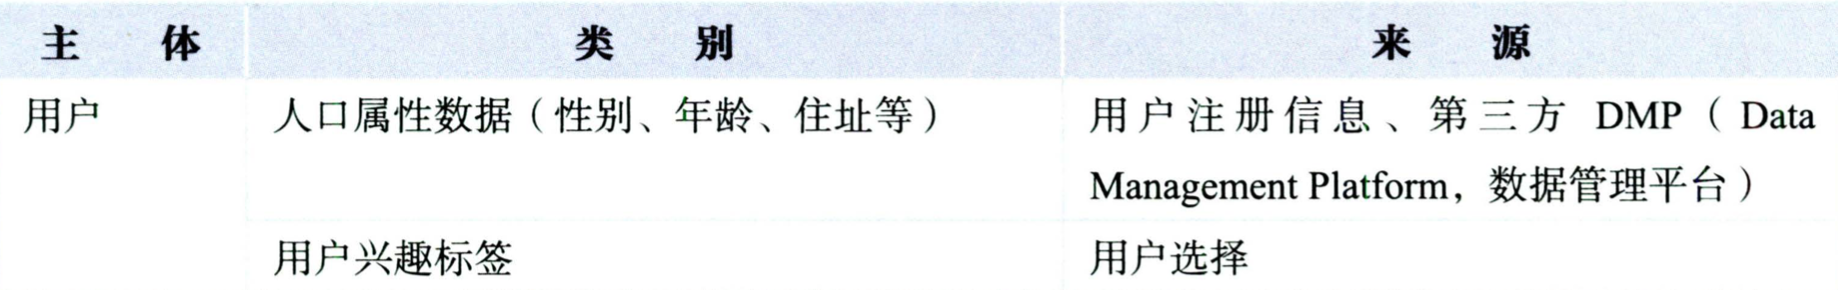 主 体 类 别 来 源
用户 人口属性数据（性别、年龄、住址等） 用户注册信息、第三方 DMP（Data
Management Platform，数据管理平台）
用户兴趣标签 用户选择